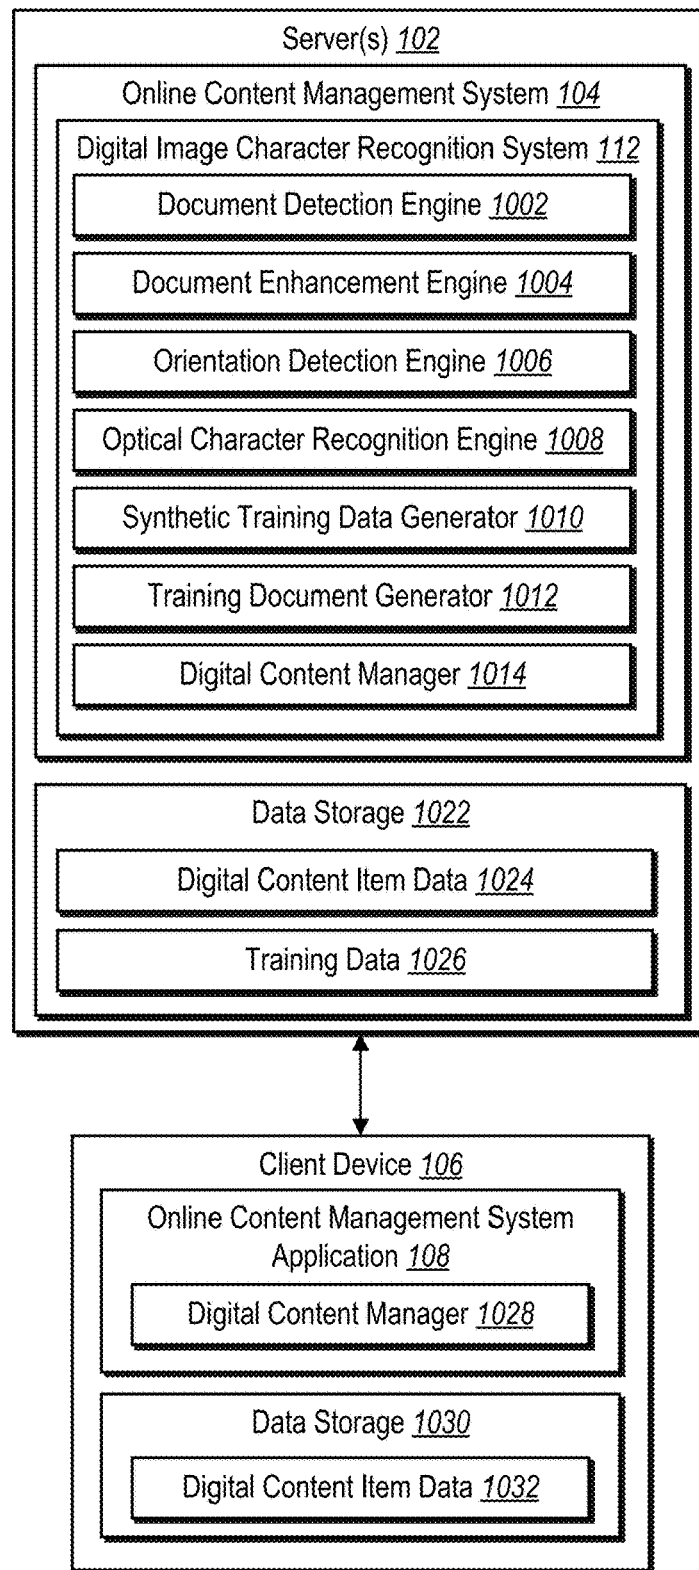 Server(s) 102
Online Content Management System 104
Digital Image Character Recognition System 112
Document Detection Engine 1002
Document Enhancement Engine 1004
Orientation Detection Engine 1006
Optical Character Recognition Engine 1008
Synthetic Training Data Generator 1010
Training Document Generator 1012
Digital Content Manager 1014
Data Storage 1022
Digital Content Item Data 1024
Training Data 1026
Client Device 106
Online Content Management System
Application 108
Digital Content Manager 1028
Data Storage 1030
Digital Content Item Data 1032